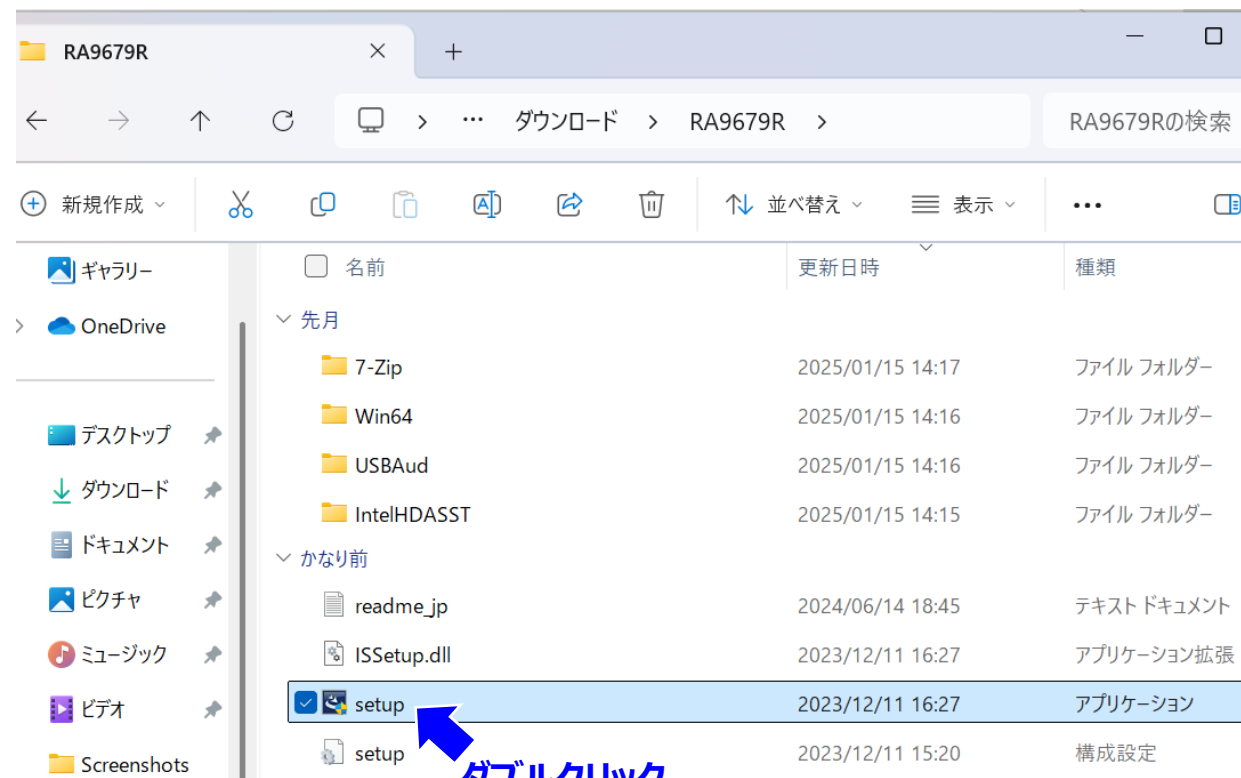 RA9679R
… ダウンロード > RA9679R >
RA9679Rの検索
新規作成
並べ替え
表示
ギャラリー
OneDrive
デスクトップ
ダウンロード
ドキュメント
ピクチャ
ミュージック
ビデオ
Screenshots
名前 更新日時 種類
先月
7-Zip 2025/01/15 14:17 ファイル フォルダー
Win64 2025/01/15 14:16 ファイル フォルダー
USBAud 2025/01/15 14:16 ファイル フォルダー
IntelHDASST 2025/01/15 14:15 ファイル フォルダー
かなり前
readme_jp 2024/06/14 18:45 テキスト ドキュメント
ISSetup.dll 2023/12/11 16:27 アプリケーション拡張
setup 2023/12/11 16:27 アプリケーション
setup 2023/12/11 15:20 構成設定
ダブルクリック